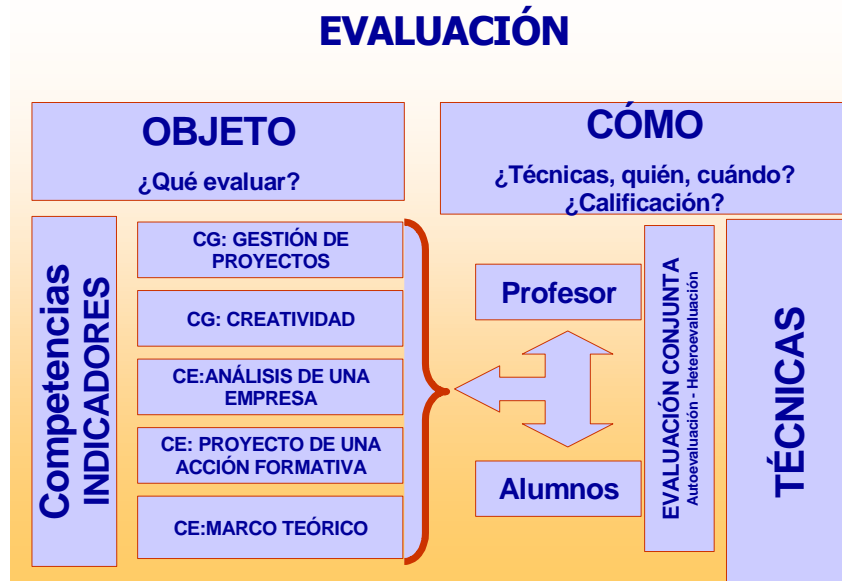 EVALUACIÓN
OBJETO
¿Qué evaluar?
CÓMO
¿Técnicas, quién, cuándo?
¿Calificación?
Competencias
INDICADORES
CG: GESTIÓN DE
PROYECTOS
CG: CREATIVIDAD
CE:ANÁLISIS DE UNA
EMPRESA
CE: PROYECTO DE UNA
ACCIÓN FORMATIVA
CE:MARCO TEÓRICO
Profesor
Alumnos
EVALUACIÓN CONJUNTA
Autoevaluación - Heteroevaluación
TÉCNICAS